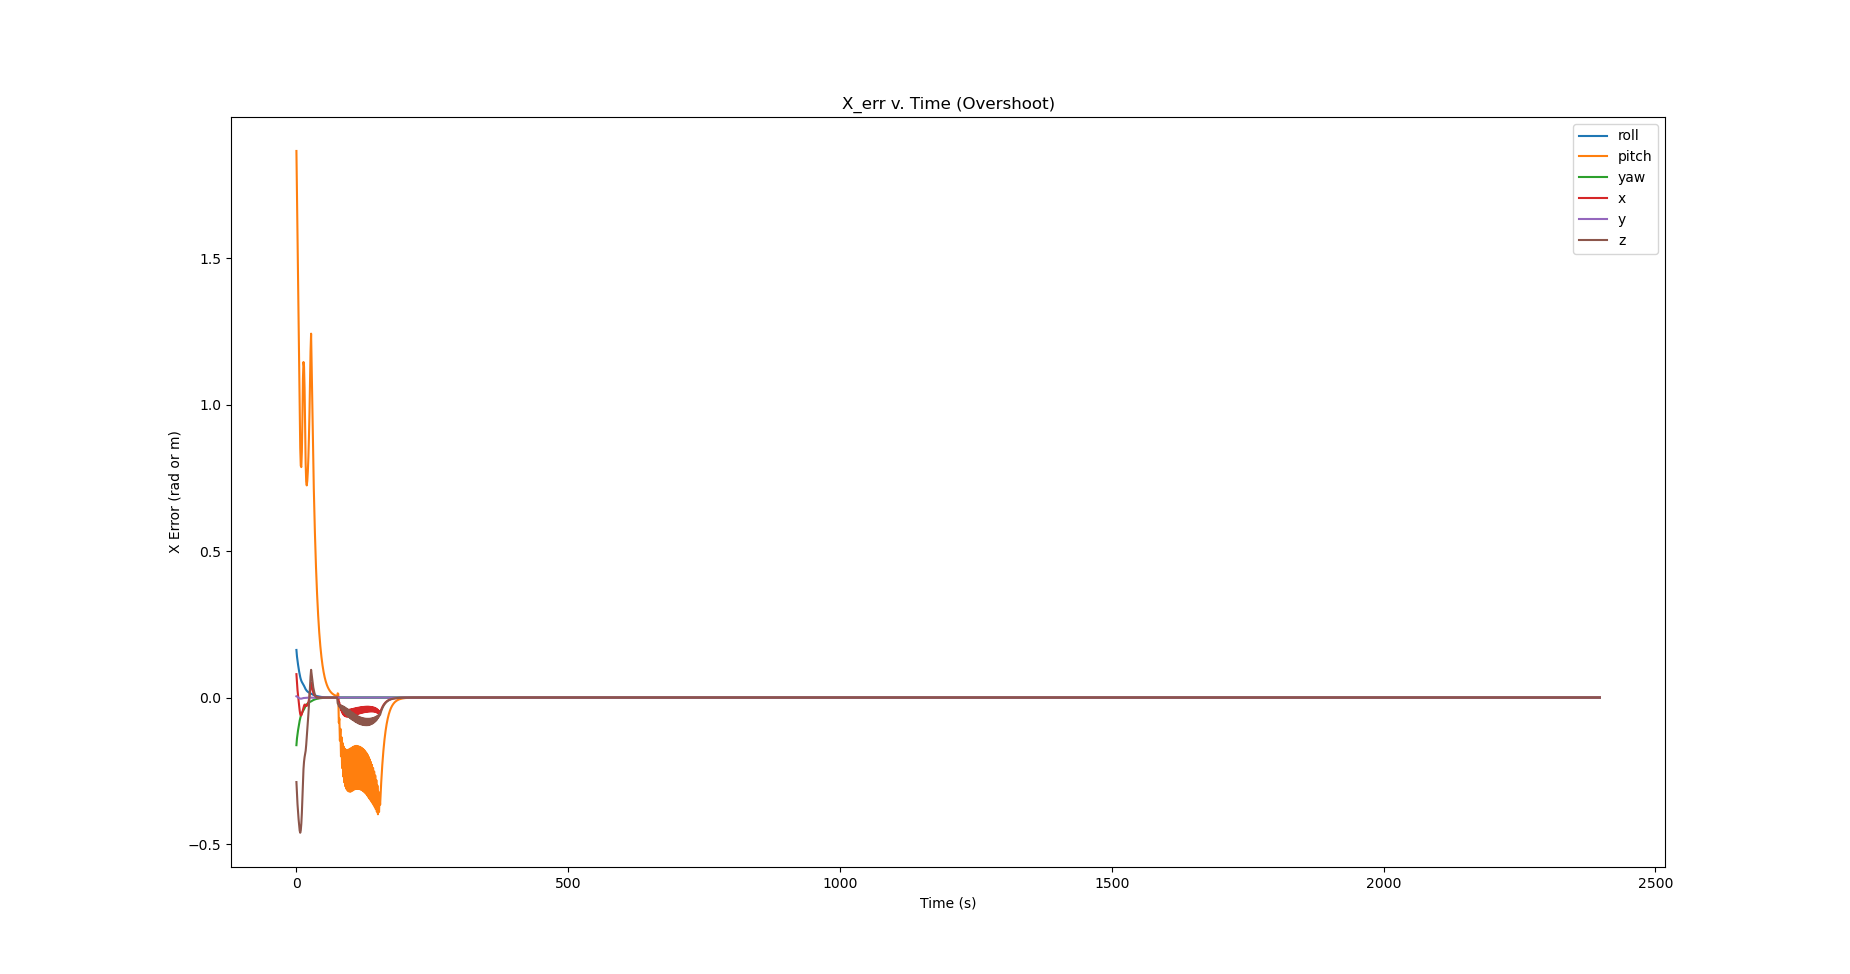 X_err v. Time (Overshoot)
roll
pitch
yaw
x
y
z
X Error (rad or m)
1.5
1.0
0.5
0.0
−0.5
0
500
1000
1500
2000
2500
Time (s)